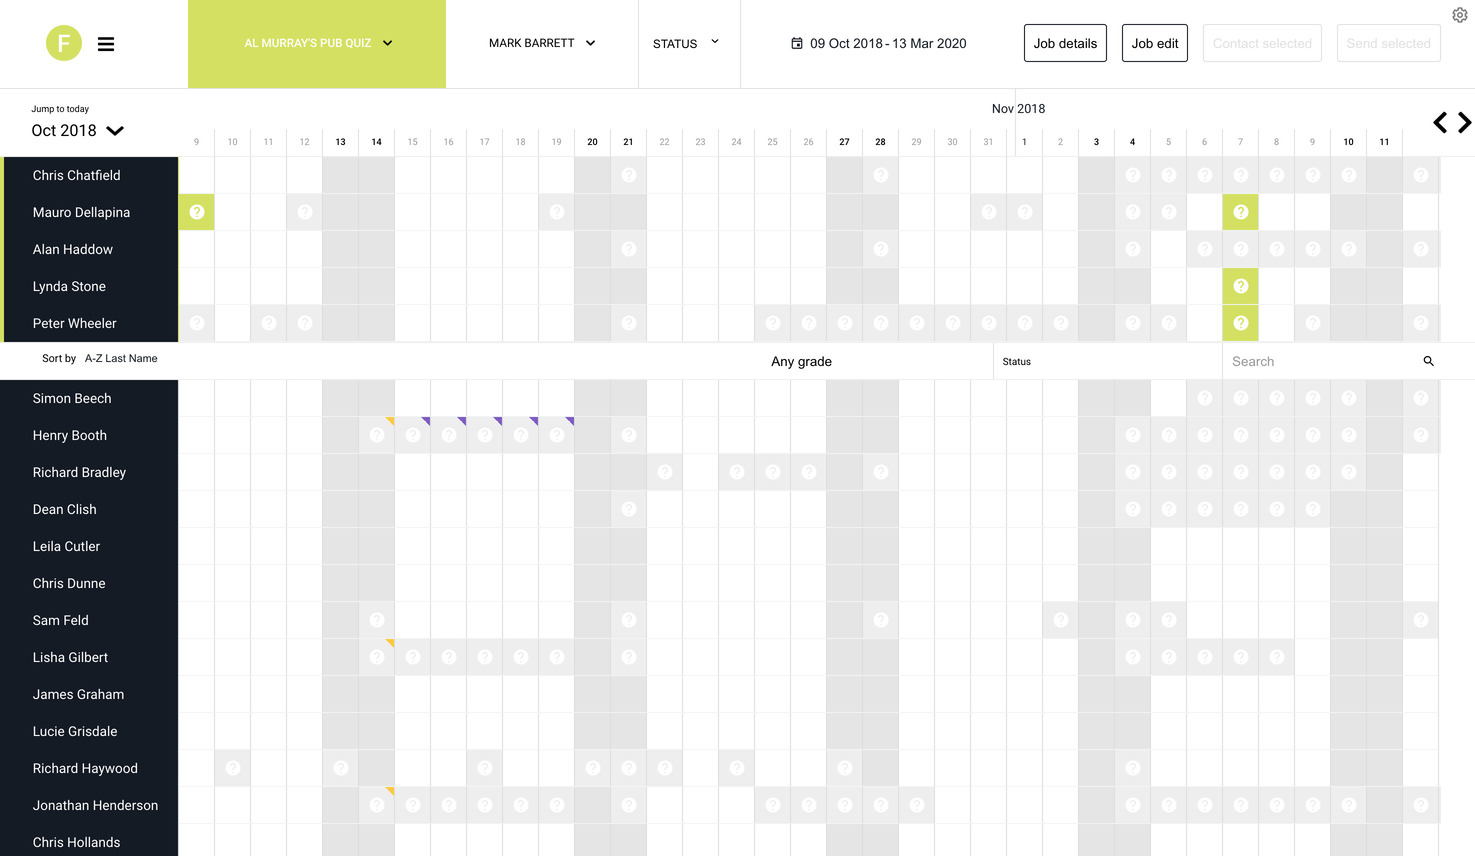 F
AL MURRAY'S PUB QUIZ
MARK BARRETT
STATUS
09 Oct 2018 - 13 Mar 2020
Job details
Job edit
Contact selected
Send selected
Jump to today
Oct 2018
Nov 2018
9 10 11 12 13 14 15 16 17 18 19 20 21 22 23 24 25 26 27 28 29 30 31 1 2 3 4 5 6 7 8 9 10 11
Chris Chatfield
? ? ? ? ? ? ? ? ? ?
Mauro Dellapina
? ? ? ? ? ? ? ?
Alan Haddow
? ? ? ? ? ? ? ? ?
Lynda Stone
?
Peter Wheeler
? ? ? ? ? ? ? ? ? ? ? ? ? ? ? ? ? ?
Sort by A-Z Last Name
Any grade
Status
Search
Simon Beech
? ? ? ? ? ?
Henry Booth
? ? ? ? ? ? ? ? ? ? ? ? ? ? ?
Richard Bradley
? ? ? ? ? ? ? ? ? ? ? ?
Dean Clish
? ? ? ? ? ? ?
Leila Cutler
Chris Dunne
Sam Feld
? ? ? ? ? ? ?
Lisha Gilbert
? ? ? ? ? ? ? ? ? ? ? ?
James Graham
Lucie Grisdale
Richard Haywood
? ? ? ? ? ? ? ? ?
Jonathan Henderson
? ? ? ? ? ? ? ? ? ? ? ? ? ? ? ? ? ? ? ?
Chris Hollands